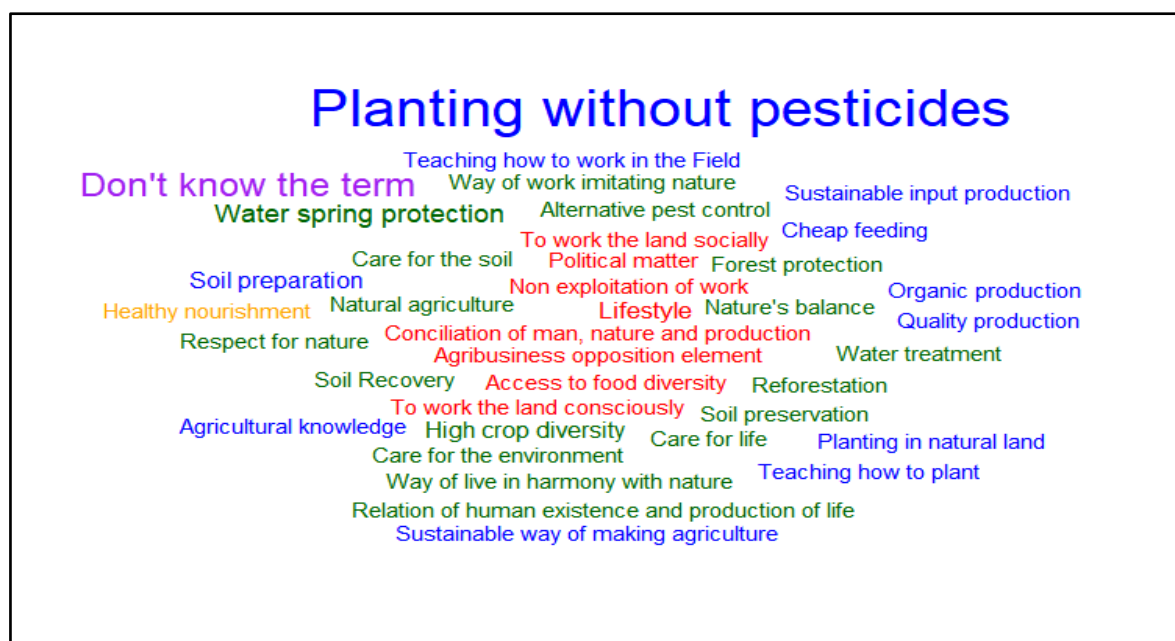 Planting without pesticides
Teaching how to work in the Field
Don't know the term
Way of work imitating nature
Sustainable input production
Water spring protection
Alternative pest control
Cheap feeding
To work the land socially
Care for the soil
Political matter
Forest protection
Soil preparation
Non exploitation of work
Organic production
Healthy nourishment
Natural agriculture
Lifestyle
Nature's balance
Quality production
Respect for nature
Conciliation of man, nature and production
Agribusiness opposition element
Water treatment
Soil Recovery
Access to food diversity
Reforestation
To work the land consciously
Soil preservation
Agricultural knowledge
High crop diversity
Care for life
Planting in natural land
Care for the environment
Teaching how to plant
Way of live in harmony with nature
Relation of human existence and production of life
Sustainable way of making agriculture